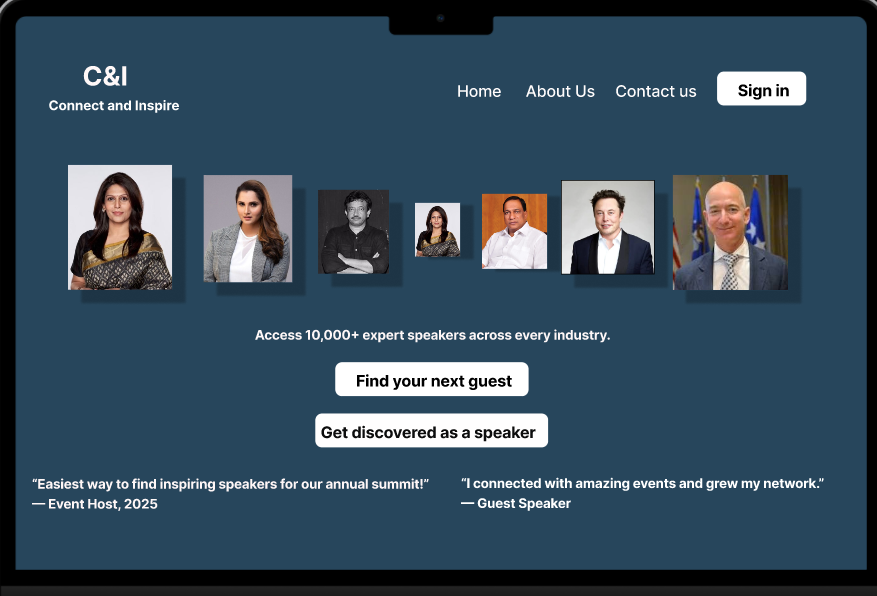 C&I
Connect and Inspire
Home
About Us
Contact us
Sign in
Access 10,000+ expert speakers across every industry.
Find your next guest
Get discovered as a speaker
“Easiest way to find inspiring speakers for our annual summit!”
— Event Host, 2025
“I connected with amazing events and grew my network.”
— Guest Speaker